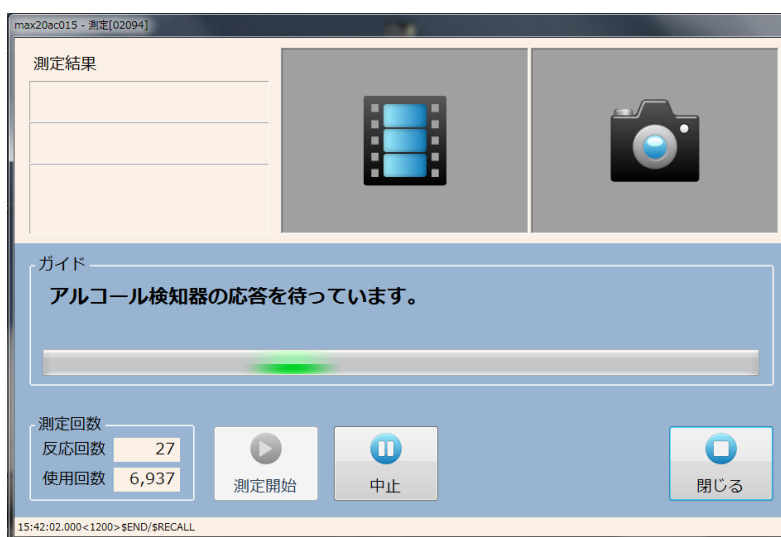 max20ac015 - 測定[02094]
測定結果
ガイド
アルコール検知器の応答を待っています。
測定回数
反応回数 27
使用回数 6,937
測定開始
中止
閉じる
15:42:02.000<1200>$END/$RECALL